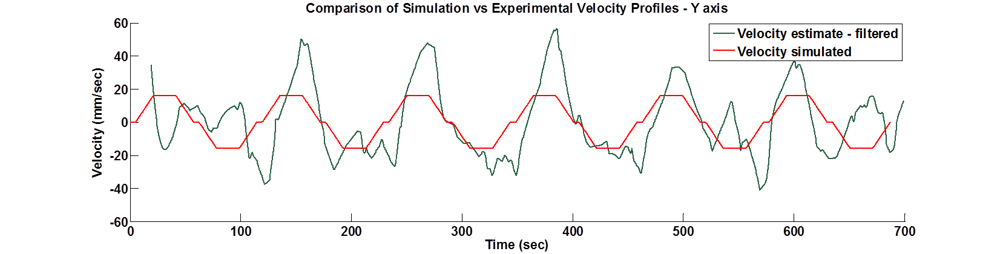 Comparison of Simulation vs Experimental Velocity Profiles - Y axis
60
40
20
0
-20
-40
-60
Velocity (mm/sec)
Velocity estimate - filtered
Velocity simulated
0 100 200 300 400 500 600 700
Time (sec)